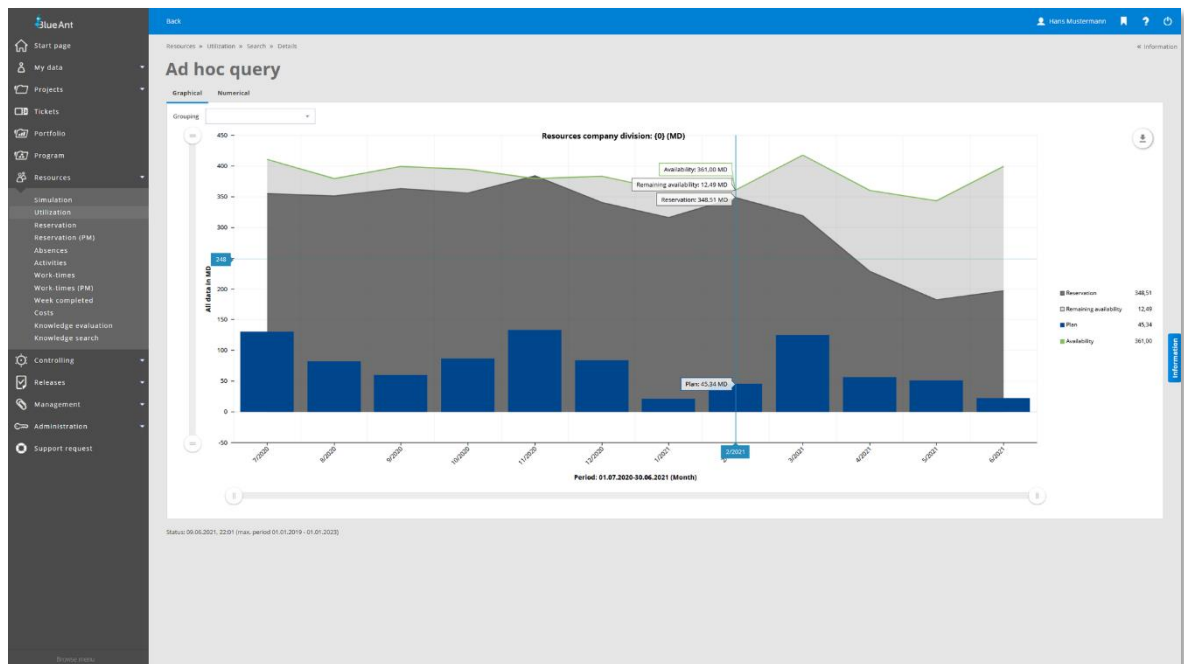 BlueAnt
Back
Hans Mustermann
?
Start page
My data
Projects
Tickets
Portfolio
Program
Resources
Simulation
Utilization
Reservation
Reservation (PM)
Absences
Activities
Work-times
Work-times (PM)
Week completed
Costs
Knowledge evaluation
Knowledge search
Controlling
Releases
Management
Administration
Support request
Browse menu
Resources » Utilization » Search » Details
« Information
Ad hoc query
Graphical Numerical
Grouping
Resources company division: {0} (MD)
450
400
350
300
248
200
150
100
50
0
-50
All data in MD
Availability: 361,00 MD
Remaining availability: 12,49 MD
Reservation: 348,51 MD
Plan: 45,34 MD
7/2020
8/2020
9/2020
10/2020
11/2020
12/2020
1/2021
2/2021
3/2021
4/2021
5/2021
6/2021
Period: 01.07.2020-30.06.2021 (Month)
Reservation 348,51
Remaining availability 12,49
Plan 45,34
Availability 361,00
Information
Status: 09.06.2021, 22:01 (max. period 01.01.2019 - 01.01.2023)